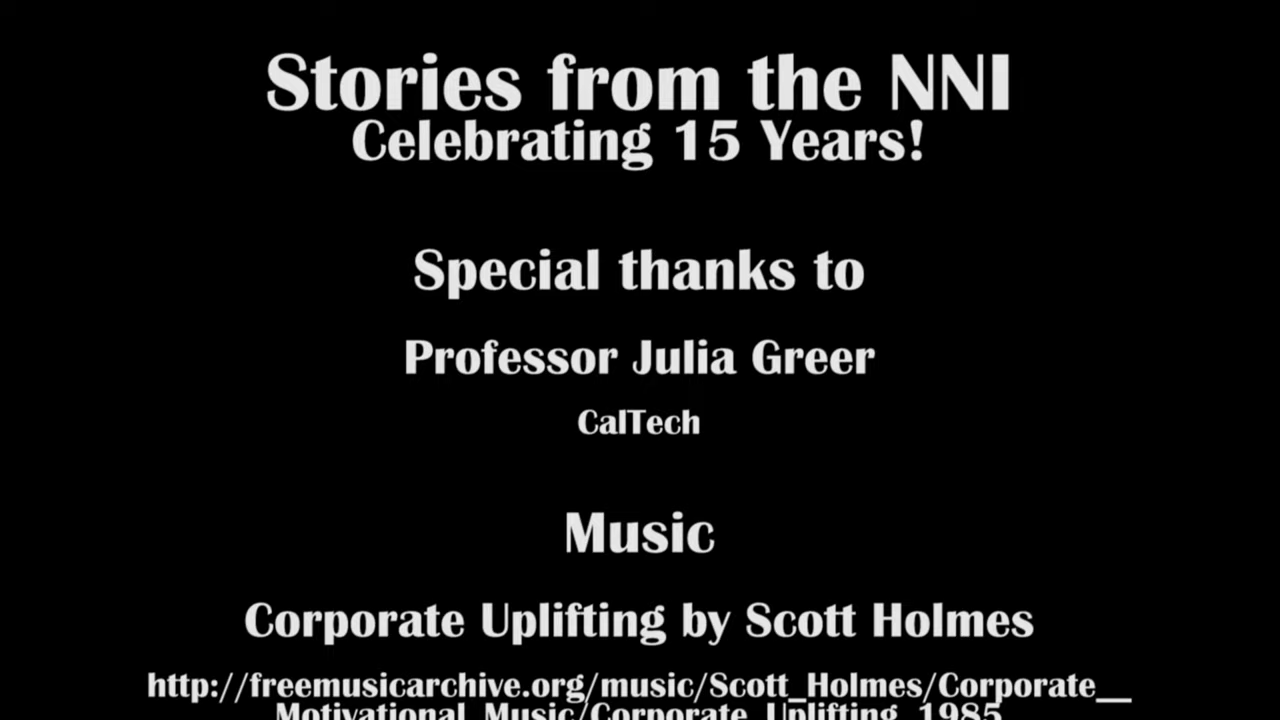 Stories from the NNI
Celebrating 15 Years!
Special thanks to
Professor Julia Greer
CalTech
Music
Corporate Uplifting by Scott Holmes
http://freemusicarchive.org/music/Scott_Holmes/Corporate__
Motivational_Music/Corporate_Uplifting_1985